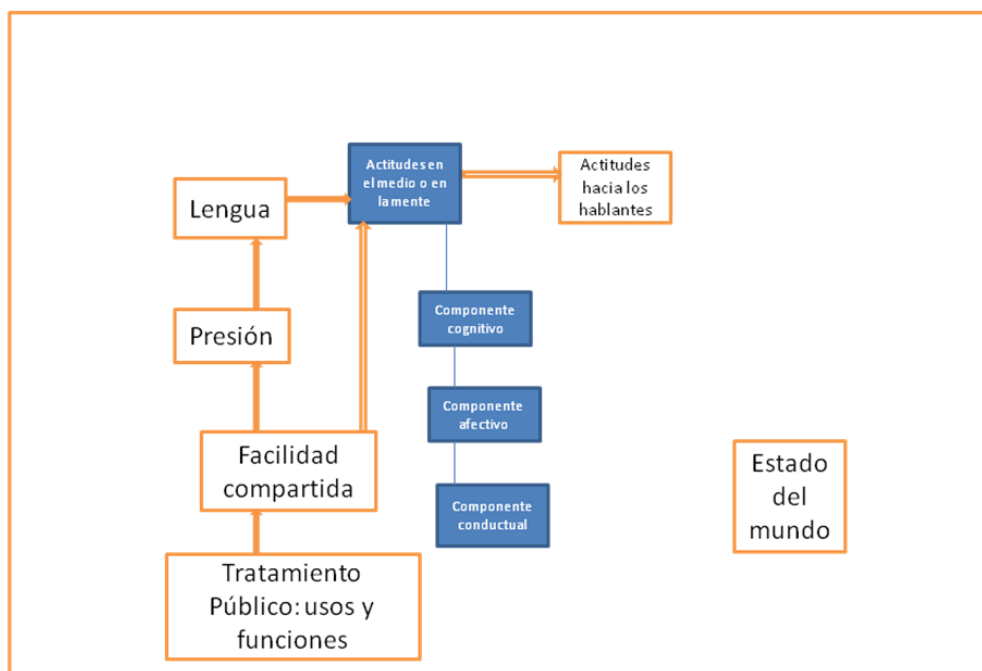 Actitudes en
el medio o en
la mente
Actitudes
hacia los
hablantes
Lengua
Componente
cognitivo
Presión
Componente
afectivo
Facilidad
compartida
Estado
del
mundo
Componente
conductual
Tratamiento
Público: usos y
funciones